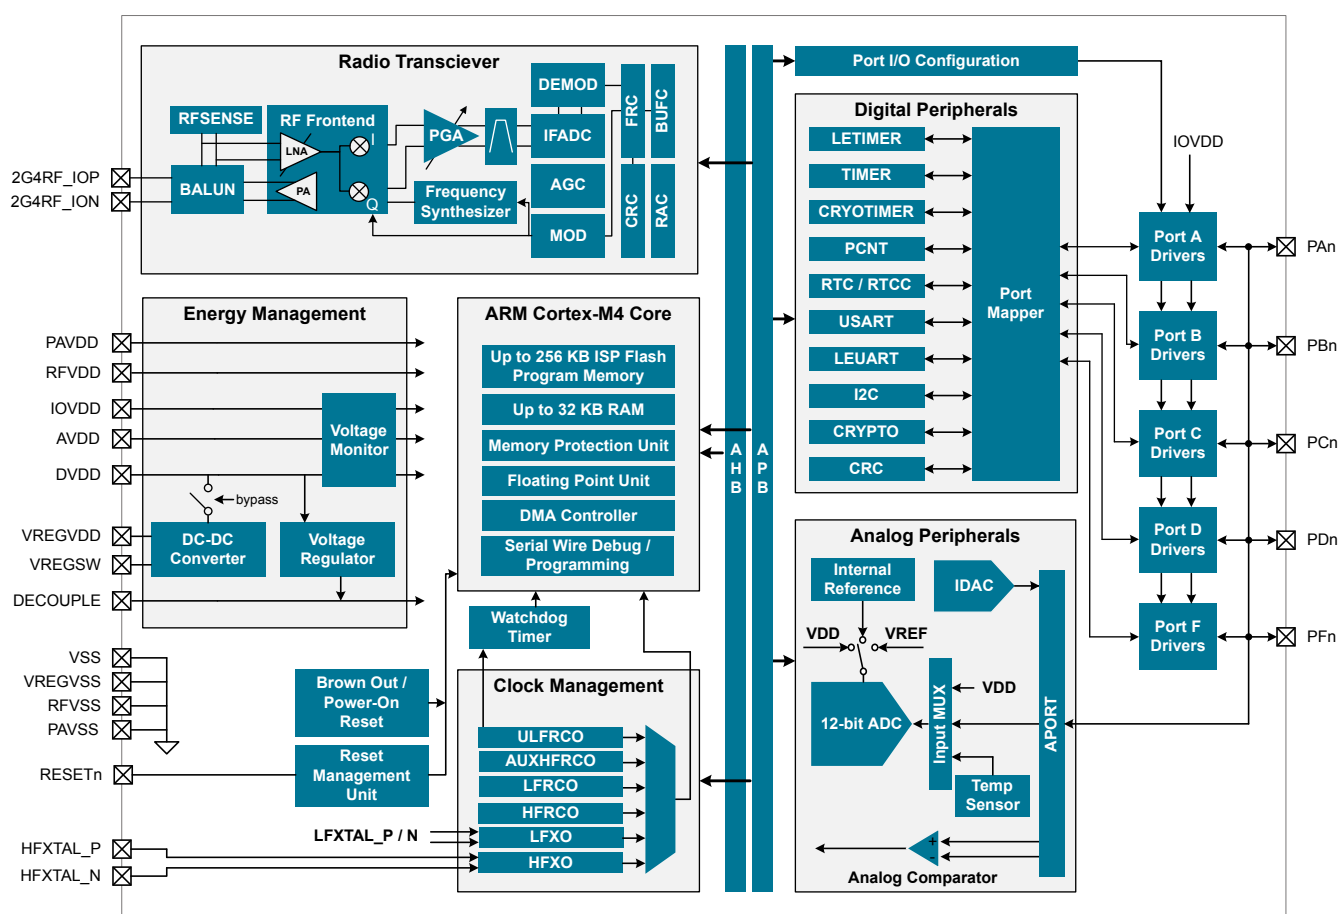 Radio Transciever
RFSENSE
RF Frontend
LNA
I
BALUN
PA
Q
PGA
Frequency
Synthesizer
DEMOD
IFADC
AGC
MOD
FRC
BUFC
CRC
RAC
2G4RF_IOP
2G4RF_ION
Energy Management
PAVDD
RFVDD
IOVDD
AVDD
DVDD
Voltage
Monitor
bypass
VREGVDD
VREGSW
DC-DC
Converter
Voltage
Regulator
DECOUPLE
VSS
VREGVSS
RFVSS
PAVSS
RESETn
HFXTAL_P
HFXTAL_N
ARM Cortex-M4 Core
Up to 256 KB ISP Flash
Program Memory
Up to 32 KB RAM
Memory Protection Unit
Floating Point Unit
DMA Controller
Serial Wire Debug /
Programming
Watchdog
Timer
Brown Out /
Power-On
Reset
Reset
Management
Unit
Clock Management
ULFRCO
AUXHFRCO
LFRCO
HFRCO
LFXTAL_P / N
LFXO
HFXO
A
H
B
A
P
B
Port I/O Configuration
Digital Peripherals
LETIMER
TIMER
CRYOTIMER
PCNT
RTC / RTCC
USART
LEUART
I2C
CRYPTO
CRC
Port
Mapper
Analog Peripherals
Internal
Reference
IDAC
VDD
VREF
12-bit ADC
Input MUX
VDD
Temp
Sensor
APORT
+
-
Analog Comparator
IOVDD
Port A
Drivers
Port B
Drivers
Port C
Drivers
Port D
Drivers
Port F
Drivers
PAn
PBn
PCn
PDn
PFn